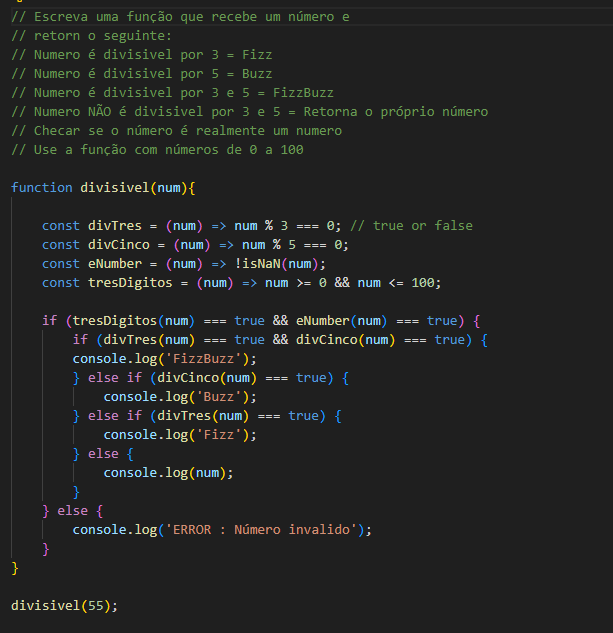 // Escreva uma função que recebe um número e
// retorn o seguinte:
// Numero é divisivel por 3 = Fizz
// Numero é divisivel por 5 = Buzz
// Numero é divisivel por 3 e 5 = FizzBuzz
// Numero NÃO é divisivel por 3 e 5 = Retorna o próprio número
// Checar se o número é realmente um numero
// Use a função com números de 0 a 100
function divisivel(num){
const divTres = (num) => num % 3 === 0; // true or false
const divCinco = (num) => num % 5 === 0;
const eNumber = (num) => !isNaN(num);
const tresDigitos = (num) => num >= 0 && num <= 100;
if (tresDigitos(num) === true && eNumber(num) === true) {
if (divTres(num) === true && divCinco(num) === true) {
console.log('FizzBuzz');
} else if (divCinco(num) === true) {
console.log('Buzz');
} else if (divTres(num) === true) {
console.log('Fizz');
} else {
console.log(num);
}
} else {
console.log('ERROR : Número invalido');
}
}
divisivel(55);